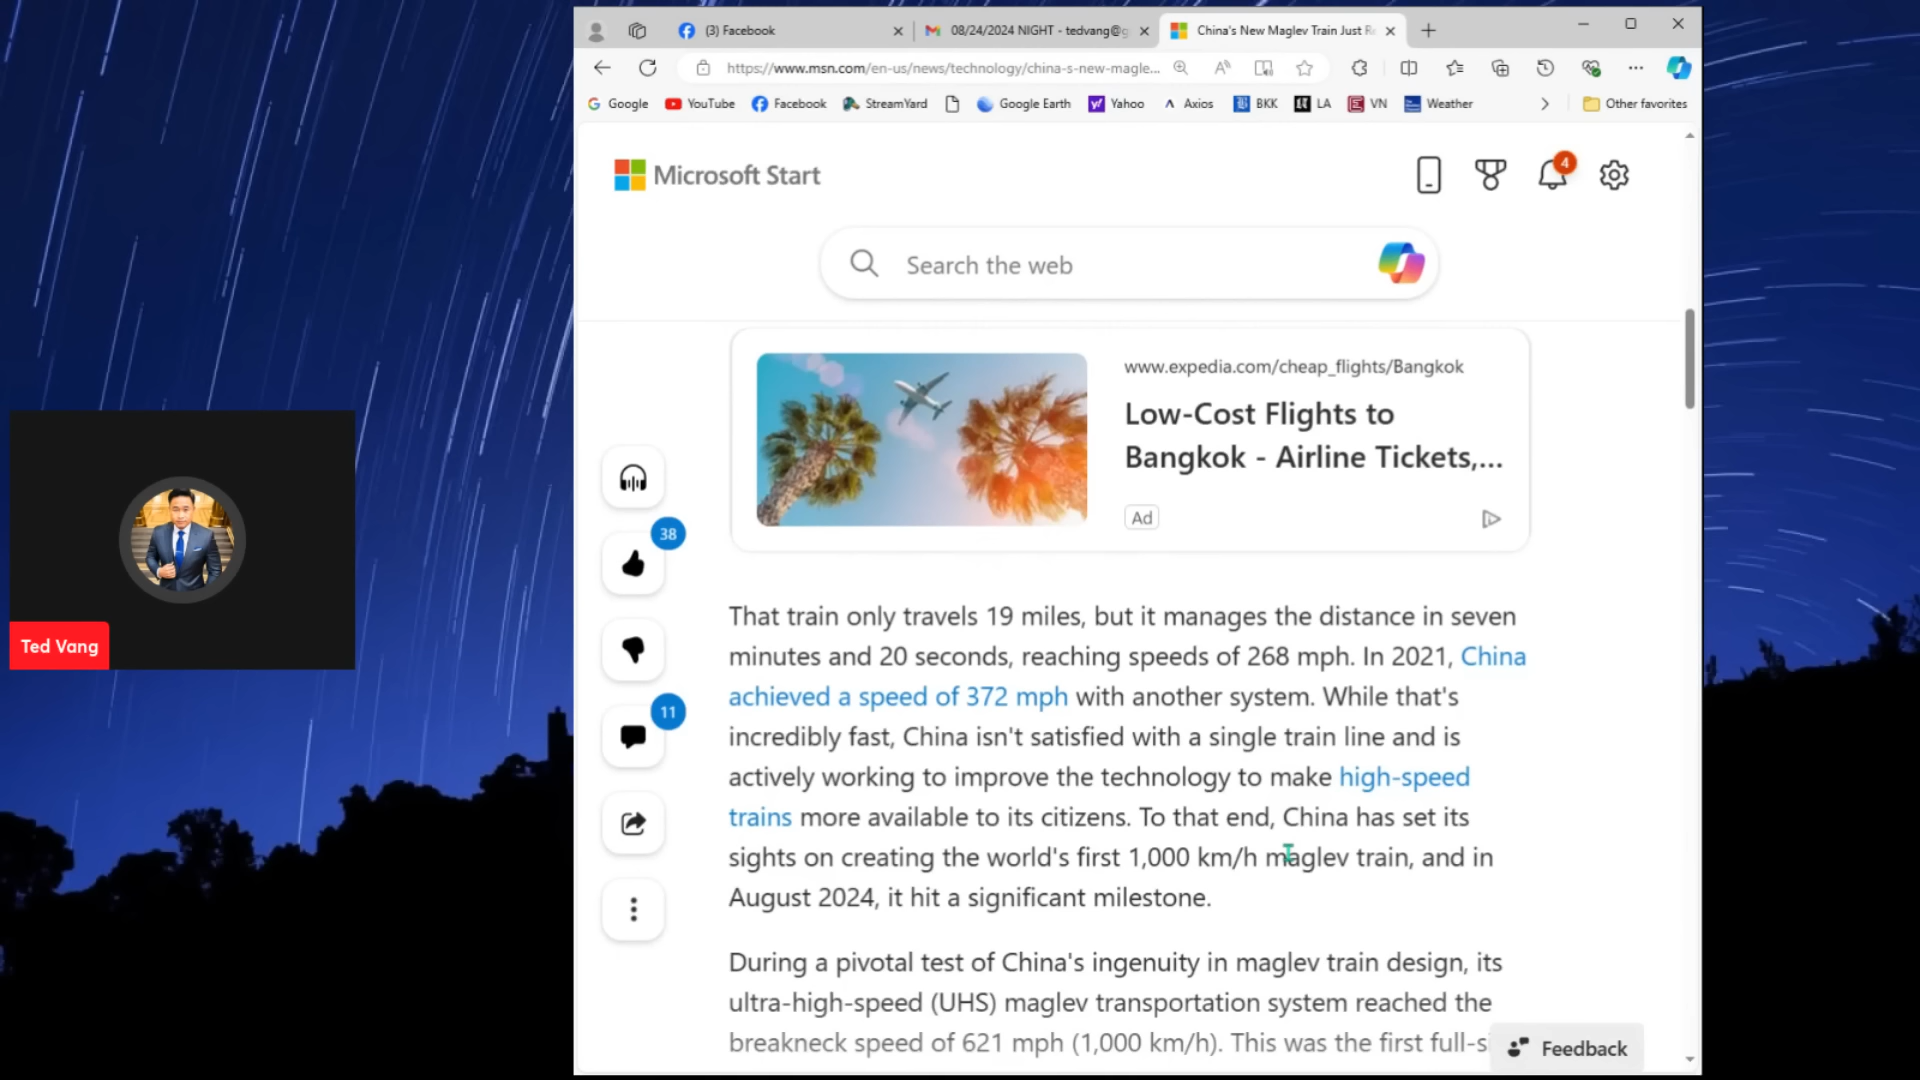 (3) Facebook
08/24/2024 NIGHT - tedvang@g
China's New Maglev Train Just Re
https://www.msn.com/en-us/news/technology/china-s-new-magle...
Google YouTube Facebook StreamYard Google Earth Yahoo Axios BKK LA VN Weather Other favorites
Microsoft Start
4
Search the web
www.expedia.com/cheap_flights/Bangkok
Low-Cost Flights to
Bangkok - Airline Tickets,...
Ad
38
11
Ted Vang
That train only travels 19 miles, but it manages the distance in seven
minutes and 20 seconds, reaching speeds of 268 mph. In 2021, China
achieved a speed of 372 mph with another system. While that's
incredibly fast, China isn't satisfied with a single train line and is
actively working to improve the technology to make high-speed
trains more available to its citizens. To that end, China has set its
sights on creating the world's first 1,000 km/h maglev train, and in
August 2024, it hit a significant milestone.
During a pivotal test of China's ingenuity in maglev train design, its
ultra-high-speed (UHS) maglev transportation system reached the
breakneck speed of 621 mph (1,000 km/h). This was the first full-si
Feedback